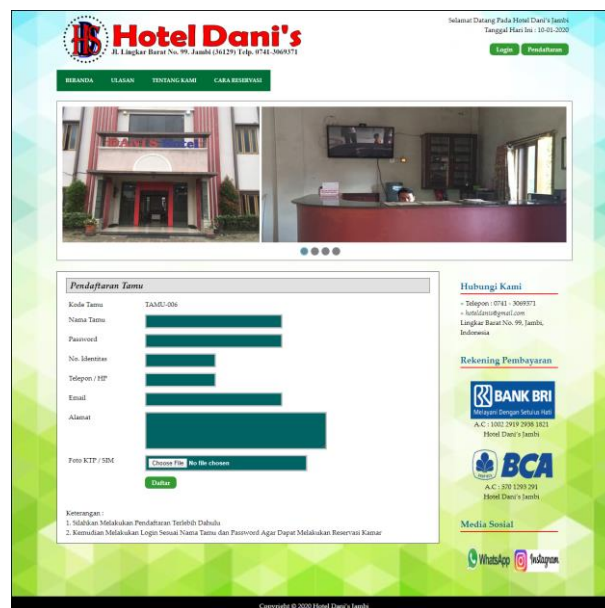 Hotel Dani's
Jl. Lingkar Barat No. 99. Jambi (36129) Telp. 0741-3069371
Selamat Datang Pada Hotel Dani's Jambi
Tanggal Hari Ini : 10-01-2020
Login Pendaftaran
BERANDA ULASAN TENTANG KAMI CARA RESERVASI
DANI'S Hotel
Pendaftaran Tamu
Kode Tamu TAMU-006
Nama Tamu
Password
No. Identitas
Telepon / HP
Email
Alamat
Foto KTP / SIM Choose File No file chosen
Daftar
Keterangan :
1. Silahkan Melakukan Pendaftaran Terlebih Dahulu
2. Kemudian Melakukan Login Sesuai Nama Tamu dan Password Agar Dapat Melakukan Reservasi Kamar
Hubungi Kami
» Telepon : 0741 - 3069371
» hoteldanis@gmail.com
Lingkar Barat No. 99, Jambi,
Indonesia
Rekening Pembayaran
BANK BRI
Melayani Dengan Setulus Hati
A.C : 1002 2919 2938 1821
Hotel Dani's Jambi
BCA
A.C : 370 1293 291
Hotel Dani's Jambi
Media Sosial
WhatsApp Instagram
Copyright © 2020 Hotel Dani's Jambi